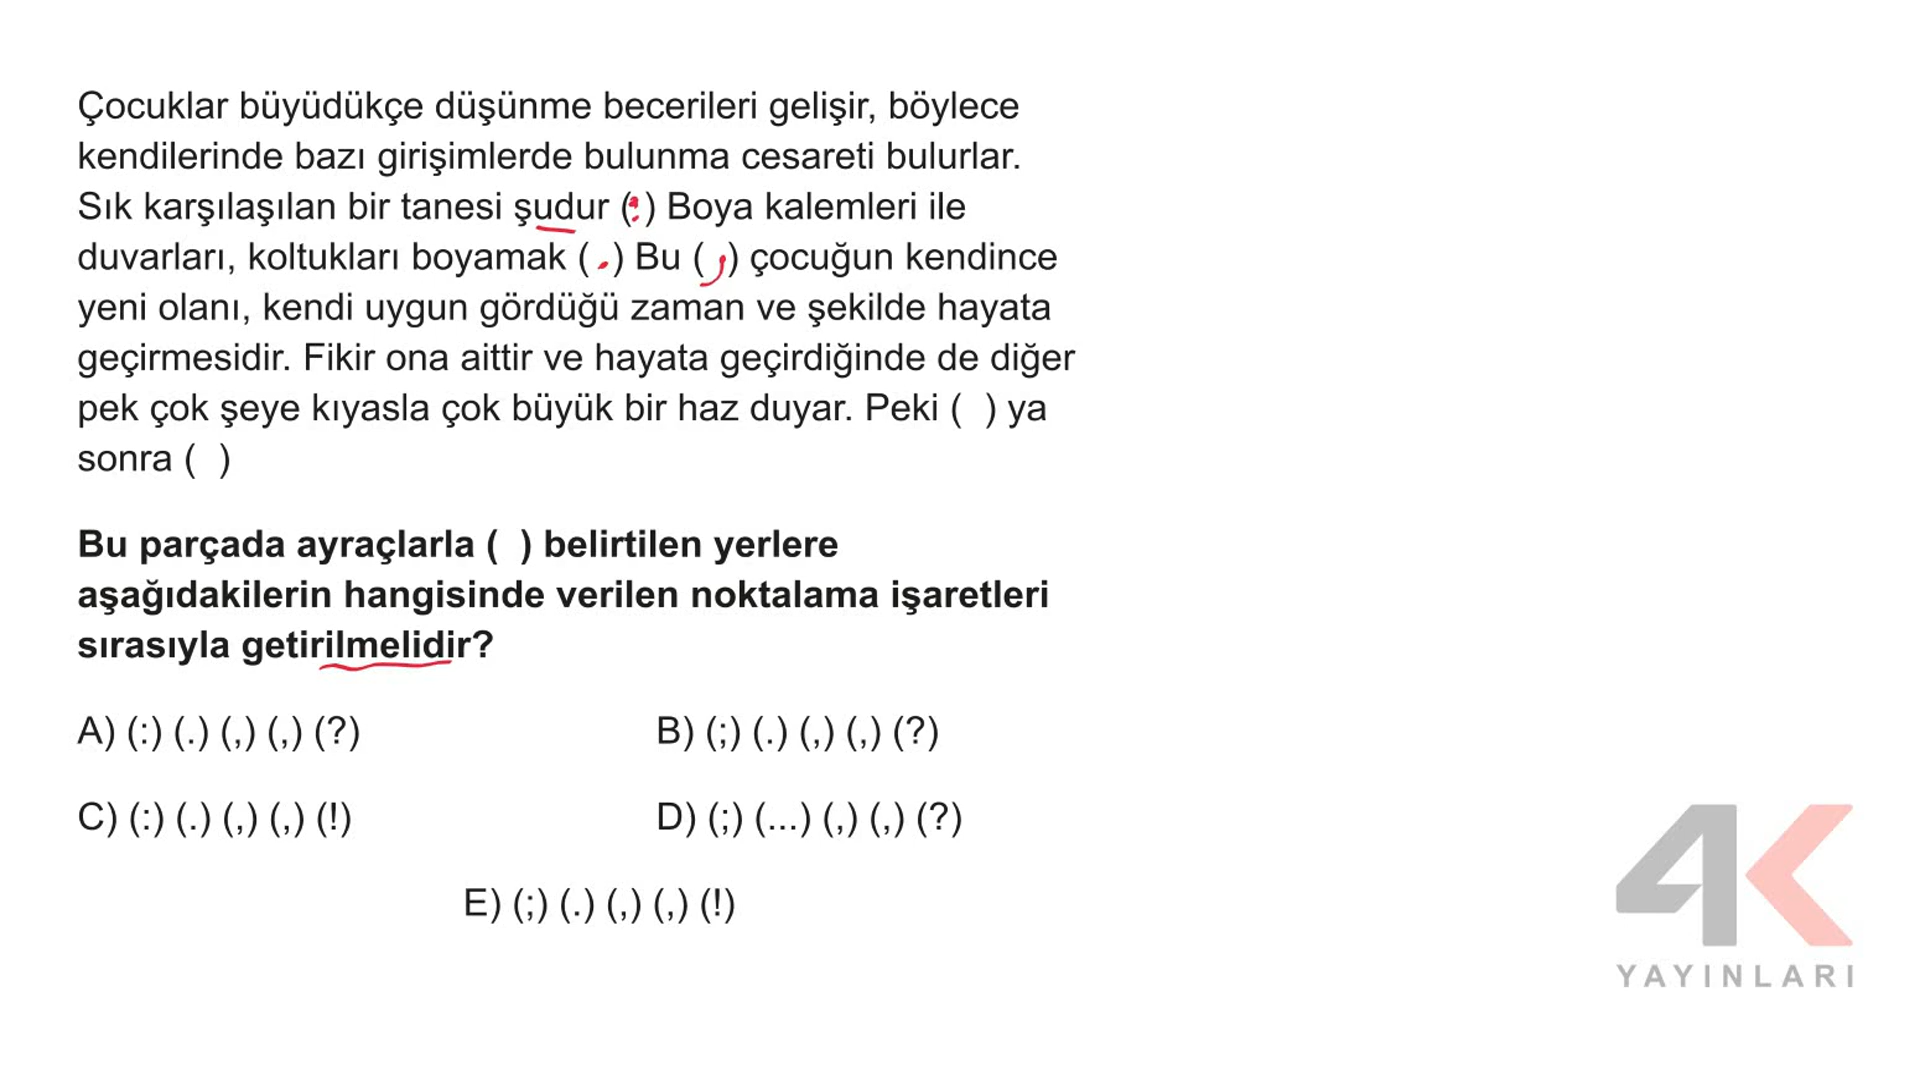 Çocuklar büyüdükçe düşünme becerileri gelişir, böylece
kendilerinde bazı girişimlerde bulunma cesareti bulurlar.
Sık karşılaşılan bir tanesi şudur (:) Boya kalemleri ile
duvarları, koltukları boyamak (.) Bu (,) çocuğun kendince
yeni olanı, kendi uygun gördüğü zaman ve şekilde hayata
geçirmesidir. Fikir ona aittir ve hayata geçirdiğinde de diğer
pek çok şeye kıyasla çok büyük bir haz duyar. Peki ( ) ya
sonra ( )
Bu parçada ayraçlarla ( ) belirtilen yerlere
aşağıdakilerin hangisinde verilen noktalama işaretleri
sırasıyla getirilmelidir?
A) (:) (.) (,) (,) (?)
B) (;) (.) (,) (,) (?)
C) (:) (.) (,) (,) (!)
D) (;) (...) (,) (,) (?)
E) (;) (.) (,) (,) (!)
4K
YAYINLARI